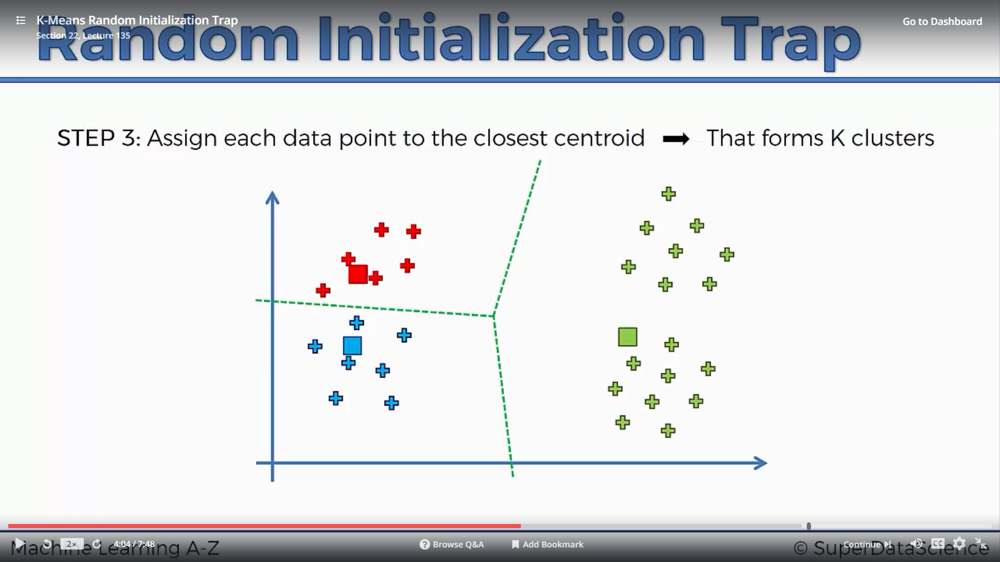 K-Means Random Initialization Trap
Go to Dashboard
Section 22, Lecture 135
Random Initialization Trap
STEP 3: Assign each data point to the closest centroid ➡ That forms K clusters
2×
4:04 / 7:48
Browse Q&A
Add Bookmark
Continue
CC
Machine Learning A-Z
© SuperDataScience